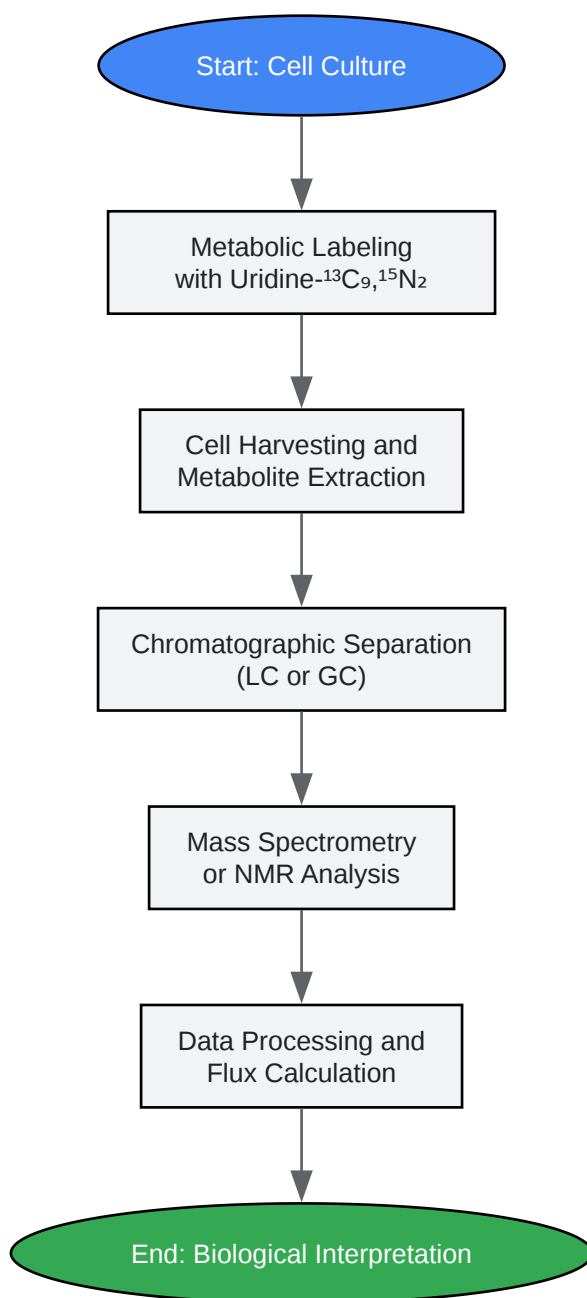 Start: Cell Culture
Metabolic Labeling
with Uridine-¹³C₉,¹⁵N₂
Cell Harvesting and
Metabolite Extraction
Chromatographic Separation
(LC or GC)
Mass Spectrometry
or NMR Analysis
Data Processing and
Flux Calculation
End: Biological Interpretation